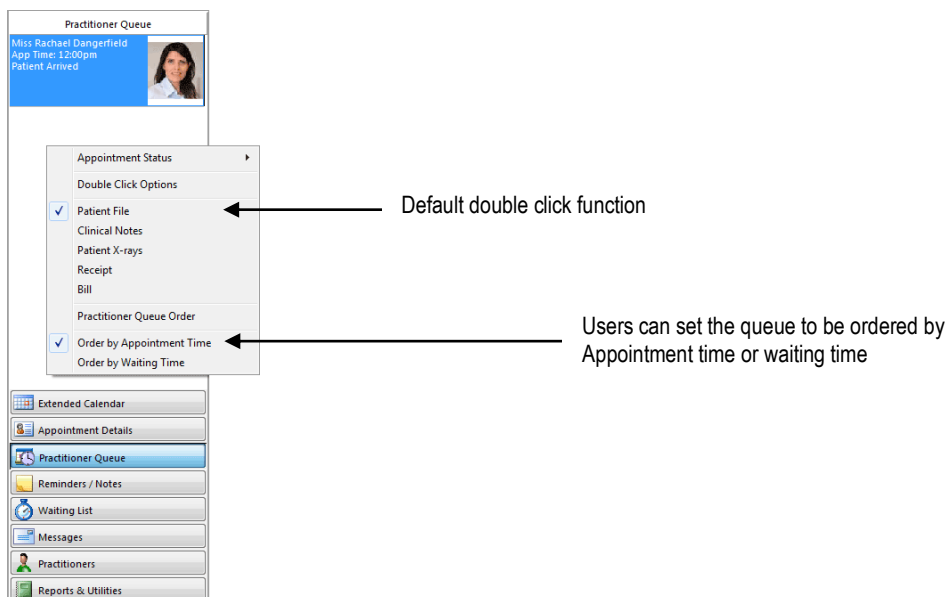 Practitioner Queue
Miss Rachael Dangerfield
App Time: 12:00pm
Patient Arrived
Appointment Status
Double Click Options
Patient File
Clinical Notes
Patient X-rays
Receipt
Bill
Practitioner Queue Order
Order by Appointment Time
Order by Waiting Time
Default double click function
Users can set the queue to be ordered by
Appointment time or waiting time
Extended Calendar
Appointment Details
Practitioner Queue
Reminders / Notes
Waiting List
Messages
Practitioners
Reports & Utilities